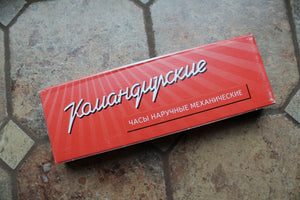 Командирские
ЧАСЫ НАРУЧНЫЕ МЕХАНИЧЕСКИЕ